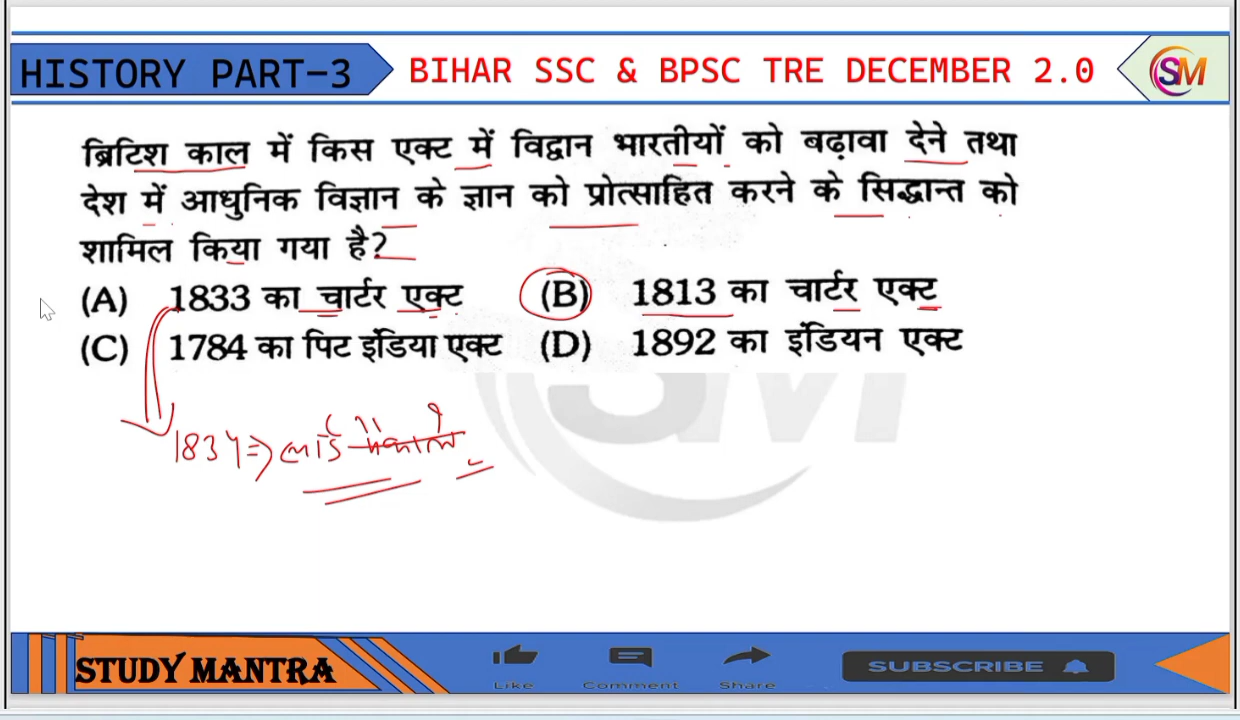 HISTORY PART-3
BIHAR SSC & BPSC TRE DECEMBER 2.0
SM
ब्रिटिश काल में किस एक्ट में विद्वान भारतीयों को बढ़ावा देने तथा
देश में आधुनिक विज्ञान के ज्ञान को प्रोत्साहित करने के सिद्धान्त को
शामिल किया गया है?
(A) 1833 का चार्टर एक्ट (B) 1813 का चार्टर एक्ट
(C) 1784 का पिट इंडिया एक्ट (D) 1892 का इंडियन एक्ट
SM
⇒ लॉर्ड
STUDY MANTRA
Like
Comment
Share
SUBSCRIBE